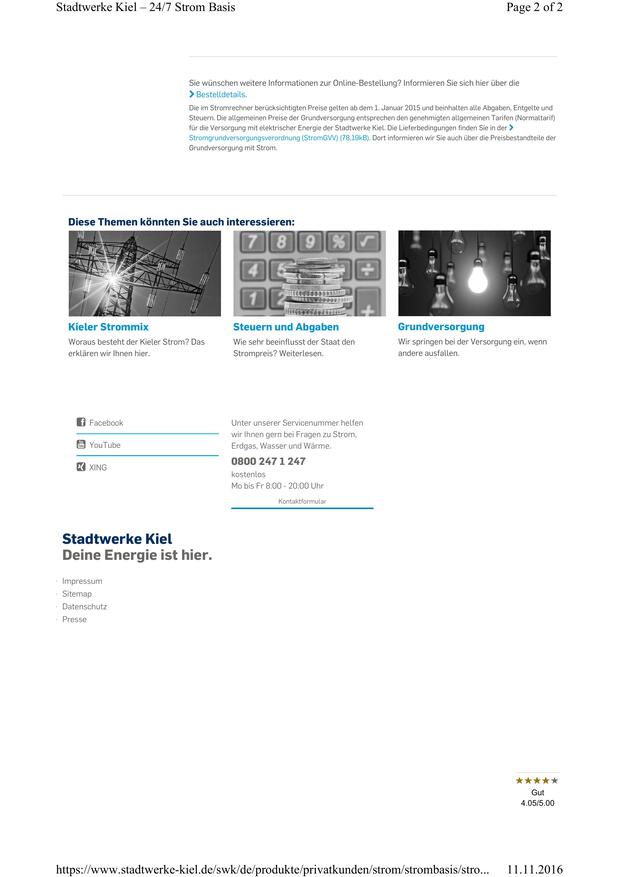 Stadtwerke Kiel – 24/7 Strom Basis
Page 2 of 2
Sie wünschen weitere Informationen zur Online-Bestellung? Informieren Sie sich hier über die
Bestelldetails.
Die im Stromrechner berücksichtigten Preise gelten ab dem 1. Januar 2015 und beinhalten alle Abgaben, Entgelte und
Steuern. Die allgemeinen Preise der Grundversorgung entsprechen den genehmigten allgemeinen Tarifen (Normaltarif)
für die Versorgung mit elektrischer Energie der Stadtwerke Kiel. Die Lieferbedingungen finden Sie in der
Stromgrundversorgungsverordnung (StromGVV) (78,19kB). Dort informieren wir Sie auch über die Preisbestandteile der
Grundversorgung mit Strom.
Diese Themen könnten Sie auch interessieren:
7 8 9 % √
4 ÷
1 2 +
Kieler Strommix
Woraus besteht der Kieler Strom? Das
erklären wir Ihnen hier.
Steuern und Abgaben
Wie sehr beeinflusst der Staat den
Strompreis? Weiterlesen.
Grundversorgung
Wir springen bei der Versorgung ein, wenn
andere ausfallen.
Facebook
YouTube
XING
Unter unserer Servicenummer helfen
wir Ihnen gern bei Fragen zu Strom,
Erdgas, Wasser und Wärme.
0800 247 1 247
kostenlos
Mo bis Fr 8:00 - 20:00 Uhr
Kontaktformular
Stadtwerke Kiel
Deine Energie ist hier.
· Impressum
· Sitemap
· Datenschutz
· Presse
Gut
4.05/5.00
https://www.stadtwerke-kiel.de/swk/de/produkte/privatkunden/strom/strombasis/stro...
11.11.2016